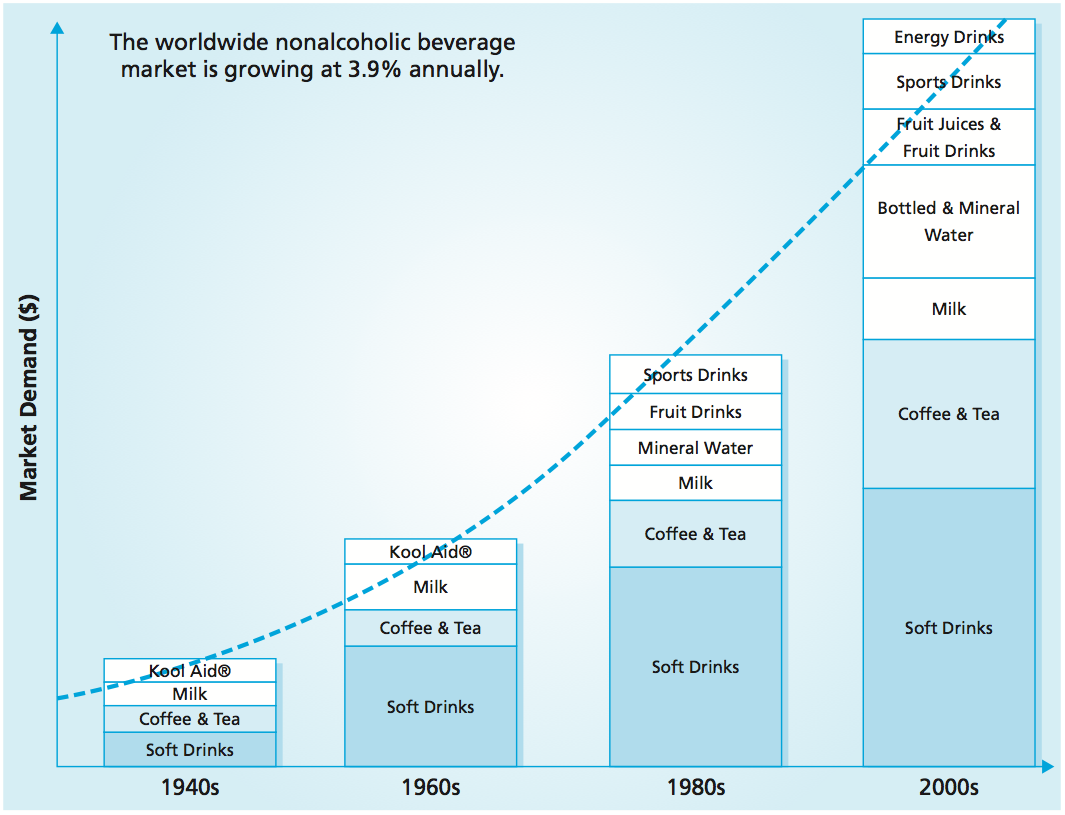 The worldwide nonalcoholic beverage
market is growing at 3.9% annually.
Market Demand ($)
Kool Aid®
Milk
Coffee & Tea
Soft Drinks
1940s
Kool Aid®
Milk
Coffee & Tea
Soft Drinks
1960s
Sports Drinks
Fruit Drinks
Mineral Water
Milk
Coffee & Tea
Soft Drinks
1980s
Energy Drinks
Sports Drinks
Fruit Juices &
Fruit Drinks
Bottled & Mineral
Water
Milk
Coffee & Tea
Soft Drinks
2000s